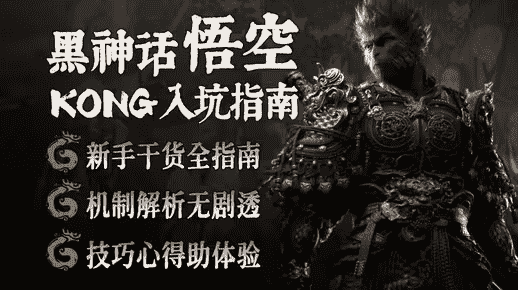 黑神话悟空
KONG入坑指南
新手干货全指南
机制解析无剧透
技巧心得助体验